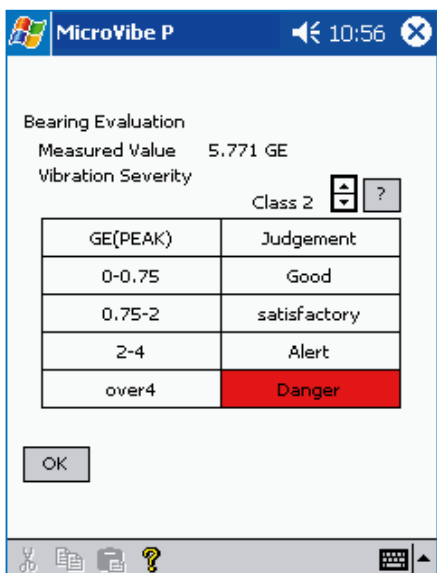 MicroVibe P 10:56
Bearing Evaluation
Measured Value 5.771 GE
Vibration Severity
Class 2 ?
GE(PEAK) Judgement
0-0.75 Good
0.75-2 satisfactory
2-4 Alert
over4 Danger
OK